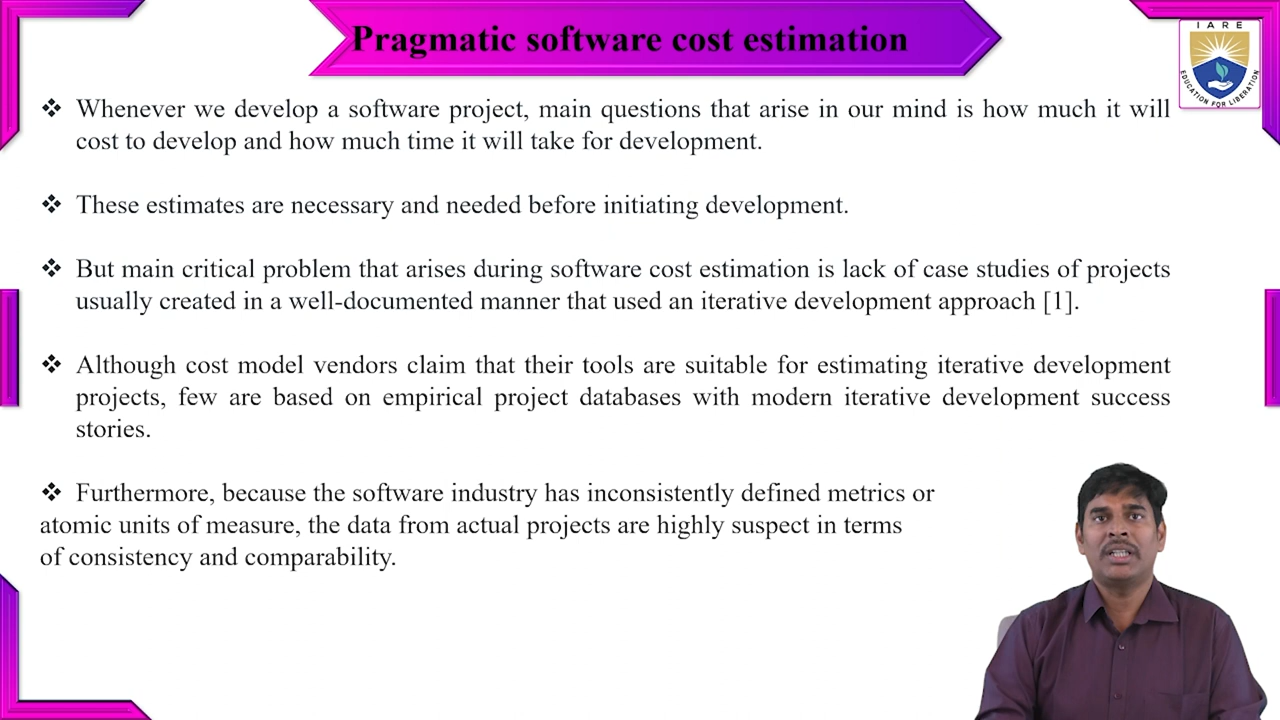 Pragmatic software cost estimation
IARE
EDUCATION FOR LIBERATION
❖ Whenever we develop a software project, main questions that arise in our mind is how much it will
cost to develop and how much time it will take for development.
❖ These estimates are necessary and needed before initiating development.
❖ But main critical problem that arises during software cost estimation is lack of case studies of projects
usually created in a well-documented manner that used an iterative development approach [1].
❖ Although cost model vendors claim that their tools are suitable for estimating iterative development
projects, few are based on empirical project databases with modern iterative development success
stories.
❖ Furthermore, because the software industry has inconsistently defined metrics or
atomic units of measure, the data from actual projects are highly suspect in terms
of consistency and comparability.